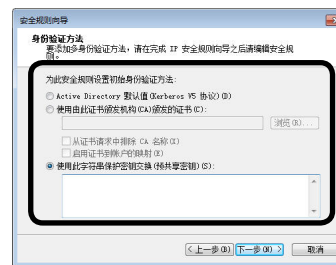 安全规则向导
身份验证方法
要添加多身份验证方法，请在完成 IP 安全规则向导之后请编辑安全规则。
为此安全规则设置初始身份验证方法:
Active Directory 默认值(Kerberos V5 协议)(D)
使用由此证书颁发机构(CA)颁发的证书(C):
浏览(R)...
从证书请求中排除 CA 名称(X)
启用证书到帐户的映射(E)
使用此字符串保护密钥交换(预共享密钥)(S):
< 上一步(B)
下一步(N) >
取消